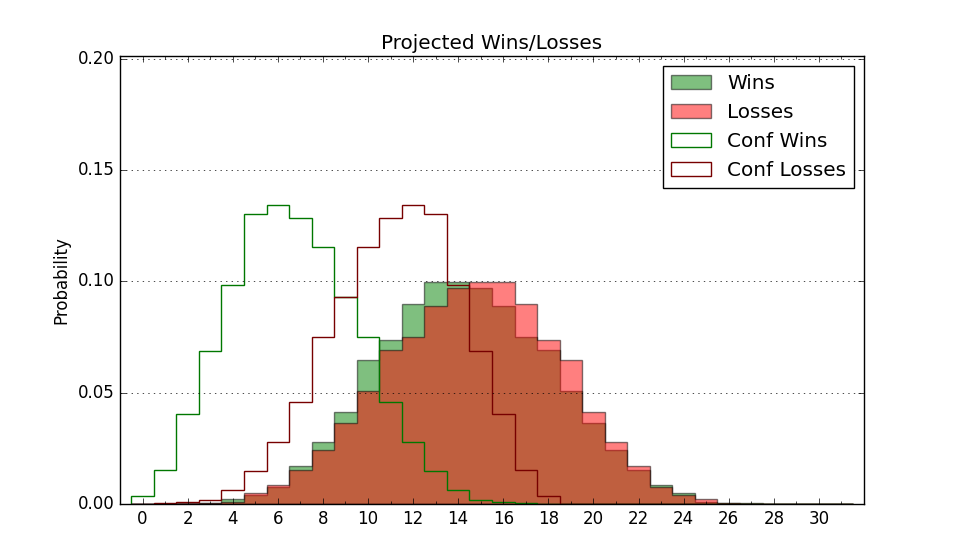 Projected Wins/Losses
0.20
0.15
0.10
0.05
0.00
Probability
Wins
Losses
Conf Wins
Conf Losses
0 2 4 6 8 10 12 14 16 18 20 22 24 26 28 30